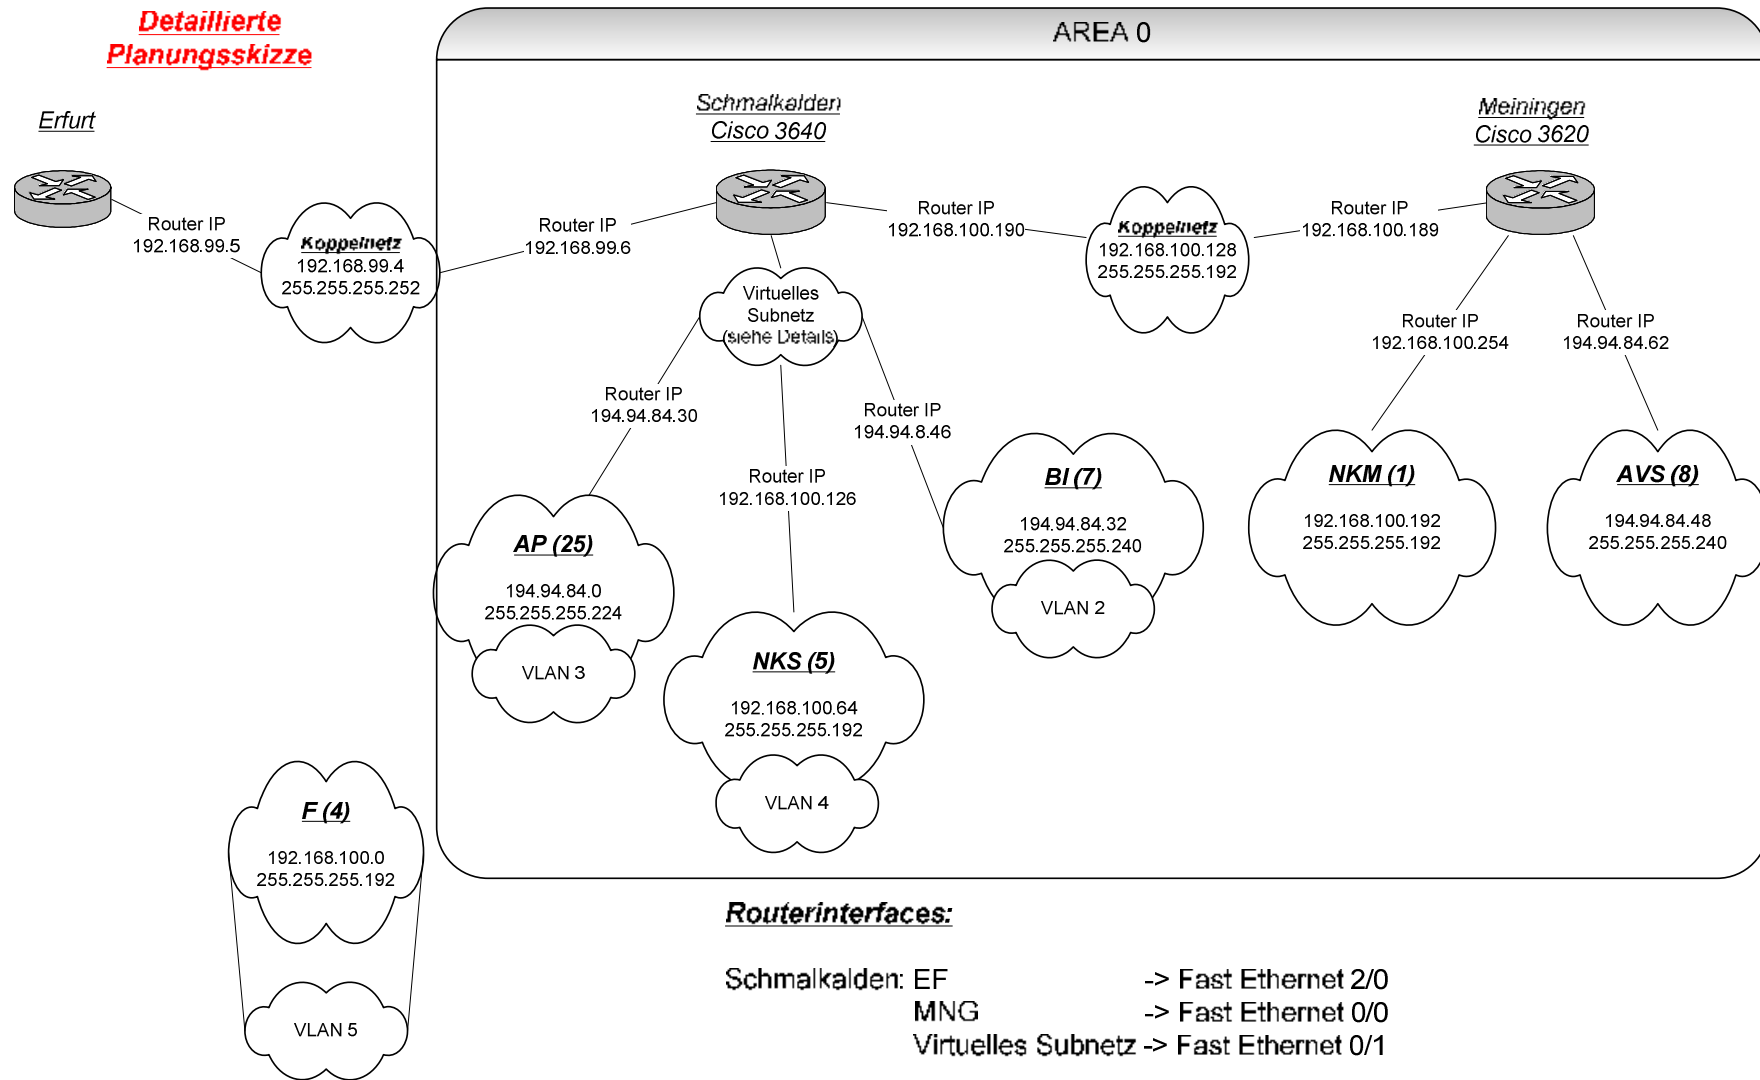 Detaillierte
Planungsskizze
AREA 0
Erfurt
Schmalkalden
Cisco 3640
Meiningen
Cisco 3620
Router IP
192.168.99.5
Koppelnetz
192.168.99.4
255.255.255.252
Router IP
192.168.99.6
Router IP
192.168.100.190
Koppelnetz
192.168.100.128
255.255.255.192
Router IP
192.168.100.189
Virtuelles
Subnetz
(siehe Details)
Router IP
192.168.100.254
Router IP
194.94.84.62
Router IP
194.94.84.30
Router IP
192.168.100.126
Router IP
194.94.8.46
AP (25)
194.94.84.0
255.255.255.224
VLAN 3
NKS (5)
192.168.100.64
255.255.255.192
VLAN 4
BI (7)
194.94.84.32
255.255.255.240
VLAN 2
NKM (1)
192.168.100.192
255.255.255.192
AVS (8)
194.94.84.48
255.255.255.240
F (4)
192.168.100.0
255.255.255.192
VLAN 5
Routerinterfaces:
Schmalkalden: EF -> Fast Ethernet 2/0
MNG -> Fast Ethernet 0/0
Virtuelles Subnetz -> Fast Ethernet 0/1